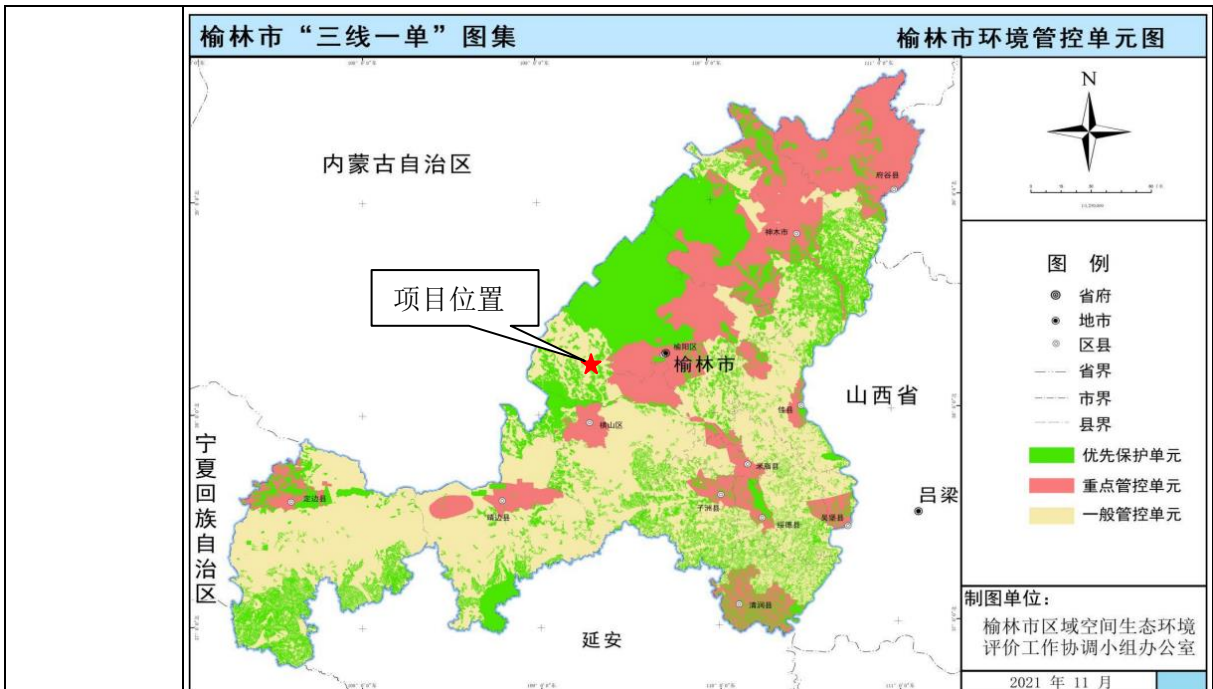 榆林市“三线一单”图集
榆林市环境管控单元图
N
内蒙古自治区
府谷县
神木市
项目位置
榆阳区
榆林市
山西省
佳县
横山区
宁夏回族自治区
米脂县
定边县
子洲县
吕梁
靖边县
绥德县
吴堡县
清涧县
延安
图 例
省府
地市
区县
省界
市界
县界
优先保护单元
重点管控单元
一般管控单元
制图单位：
榆林市区域空间生态环境
评价工作协调小组办公室
2021 年 11 月